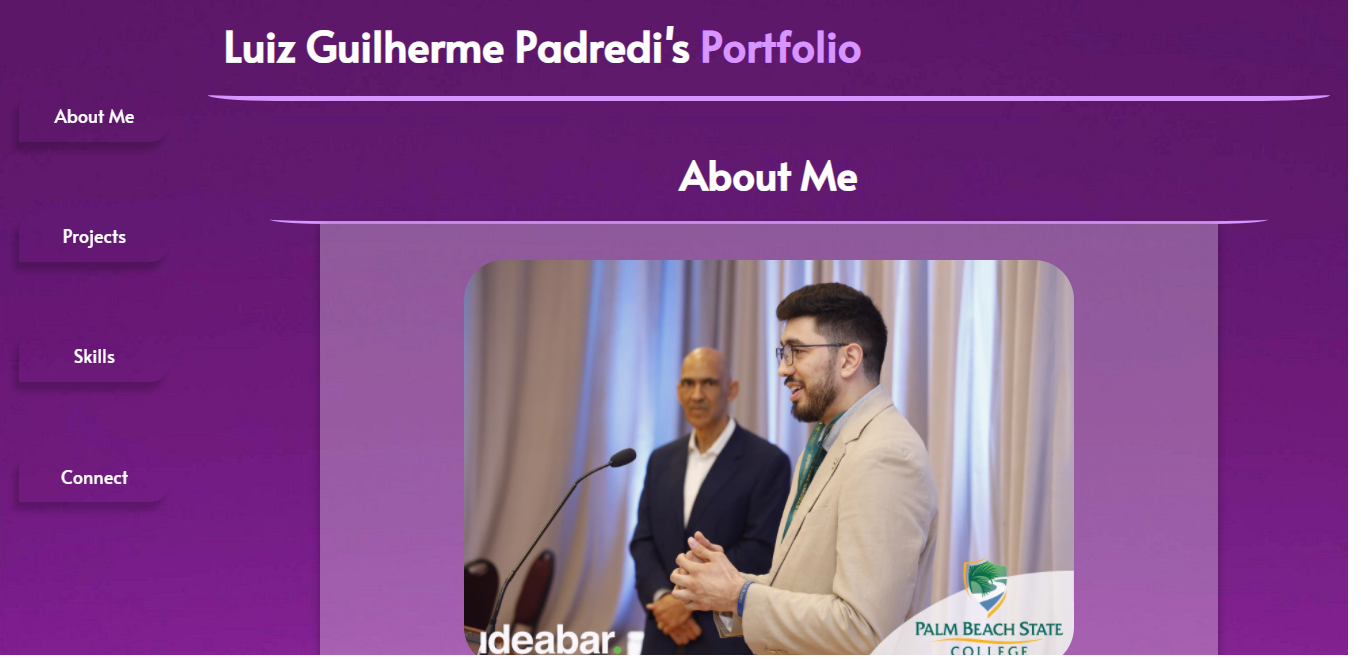 Luiz Guilherme Padredi's Portfolio
About Me
Projects
Skills
Connect
About Me
ideabar.
PALM BEACH STATE
COLLEGE